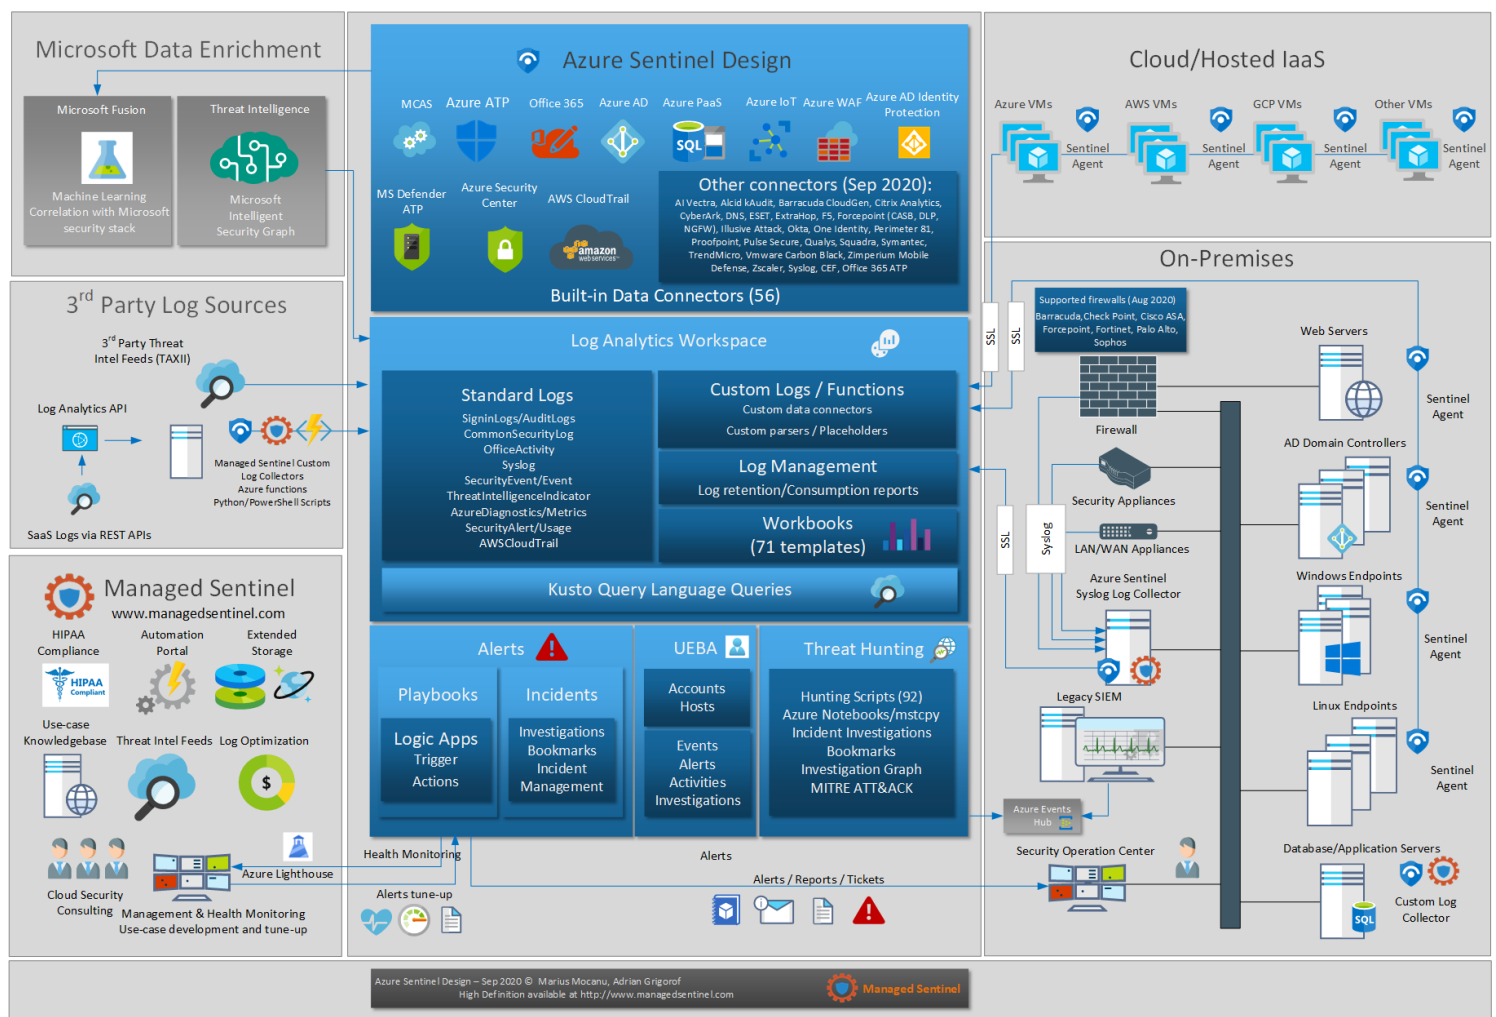 Microsoft Data Enrichment
Microsoft Fusion
Machine Learning
Correlation with Microsoft
security stack
Threat Intelligence
Microsoft
Intelligent
Security Graph
3rd Party Log Sources
3rd Party Threat
Intel Feeds (TAXII)
Log Analytics API
Managed Sentinel Custom
Log Collectors
Azure functions
Python/PowerShell Scripts
SaaS Logs via REST APIs
Managed Sentinel
www.managedsentinel.com
HIPAA
Compliance
Automation
Portal
Extended
Storage
HIPAA
Compliant
Use-case
Knowledgebase
Threat Intel Feeds
Log Optimization
$
Cloud Security
Consulting
Azure Lighthouse
Management & Health Monitoring
Use-case development and tune-up
Azure Sentinel Design
MCAS
Azure ATP
Office 365
Azure AD
Azure PaaS
Azure IoT
Azure WAF
Azure AD Identity
Protection
SQL
MS Defender
ATP
Azure Security
Center
AWS CloudTrail
amazon
web services™
Other connectors (Sep 2020):
AI Vectra, Alcid kAudit, Barracuda CloudGen, Citrix Analytics,
CyberArk, DNS, ESET, ExtraHop, F5, Forcepoint (CASB, DLP,
NGFW), Illusive Attack, Okta, One Identity, Perimeter 81,
Proofpoint, Pulse Secure, Qualys, Squadra, Symantec,
TrendMicro, Vmware Carbon Black, Zimperium Mobile
Defense, Zscaler, Syslog, CEF, Office 365 ATP
Built-in Data Connectors (56)
Log Analytics Workspace
Standard Logs
SigninLogs/AuditLogs
CommonSecurityLog
OfficeActivity
Syslog
SecurityEvent/Event
ThreatIntelligenceIndicator
AzureDiagnostics/Metrics
SecurityAlert/Usage
AWSCloudTrail
Custom Logs / Functions
Custom data connectors
Custom parsers / Placeholders
Log Management
Log retention/Consumption reports
Workbooks
(71 templates)
Kusto Query Language Queries
Alerts
Playbooks
Logic Apps
Trigger
Actions
Incidents
Investigations
Bookmarks
Incident
Management
UEBA
Accounts
Hosts
Events
Alerts
Activities
Investigations
Threat Hunting
Hunting Scripts (92)
Azure Notebooks/mstcpy
Incident Investigations
Bookmarks
Investigation Graph
MITRE ATT&ACK
Health Monitoring
Alerts tune-up
Alerts
Alerts / Reports / Tickets
Cloud/Hosted IaaS
Azure VMs
Sentinel
Agent
AWS VMs
Sentinel
Agent
GCP VMs
Sentinel
Agent
Other VMs
Sentinel
Agent
On-Premises
SSL
SSL
SSL
Syslog
Supported firewalls (Aug 2020)
Barracuda,Check Point, Cisco ASA,
Forcepoint, Fortinet, Palo Alto,
Sophos
Firewall
Security Appliances
LAN/WAN Appliances
Azure Sentinel
Syslog Log Collector
Legacy SIEM
Azure Events
Hub
Security Operation Center
Web Servers
Sentinel
Agent
AD Domain Controllers
Sentinel
Agent
Windows Endpoints
Sentinel
Agent
Linux Endpoints
Sentinel
Agent
Database/Application Servers
SQL
Custom Log
Collector
Azure Sentinel Design – Sep 2020 © Marius Mocanu, Adrian Grigorof
High Definition available at http://www.managedsentinel.com
Managed Sentinel